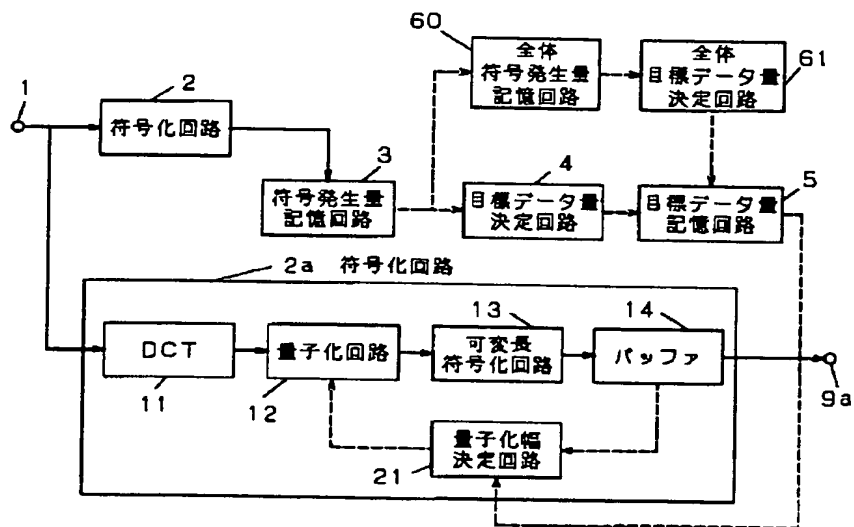 60
全体
符号発生量
記憶回路
全体
目標データ量
決定回路
61
1
2
符号化回路
3
符号発生量
記憶回路
4
目標データ量
決定回路
5
目標データ量
記憶回路
2a 符号化回路
DCT
11
量子化回路
12
13
可変長
符号化回路
14
バッファ
9a
量子化幅
決定回路
21